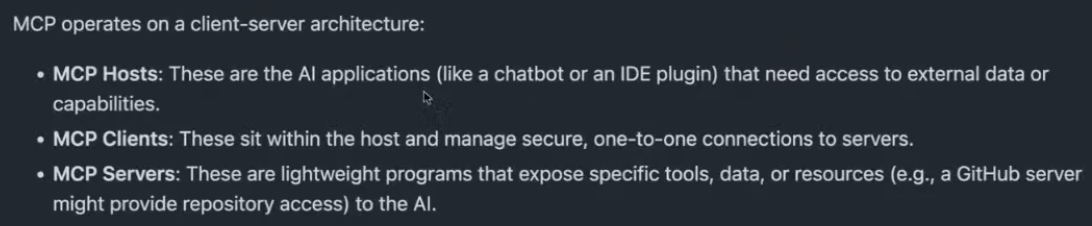 MCP operates on a client-server architecture:
• MCP Hosts: These are the AI applications (like a chatbot or an IDE plugin) that need access to external data or
capabilities.
• MCP Clients: These sit within the host and manage secure, one-to-one connections to servers.
• MCP Servers: These are lightweight programs that expose specific tools, data, or resources (e.g., a GitHub server
might provide repository access) to the AI.